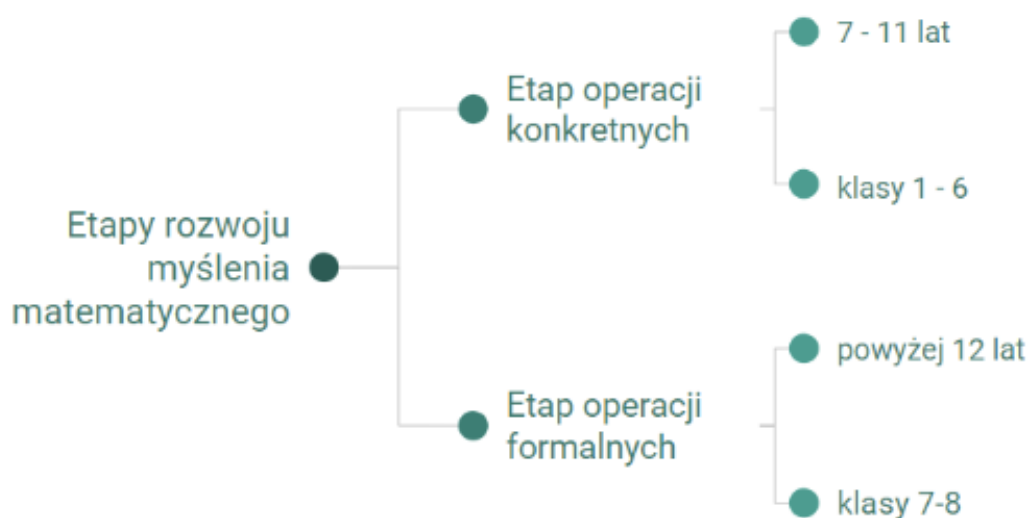 Etapy rozwoju
myślenia
matematycznego
Etap operacji
konkretnych
7 - 11 lat
klasy 1 - 6
Etap operacji
formalnych
powyżej 12 lat
klasy 7-8